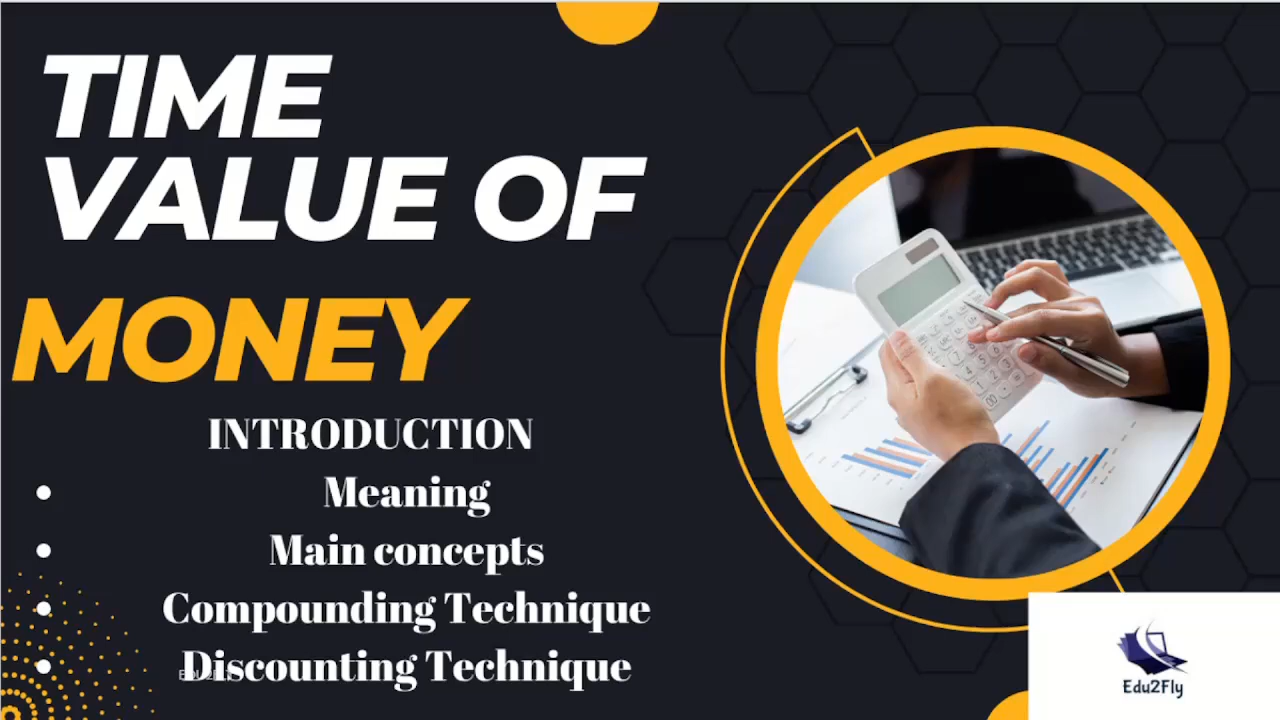 TIME
VALUE OF
MONEY
INTRODUCTION
• Meaning
• Main concepts
• Compounding Technique
• Discounting Technique
Edu2Fly